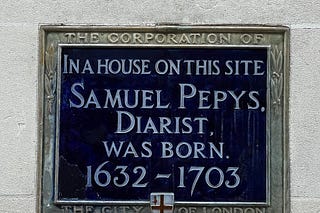 THE CORPORATION OF
IN A HOUSE ON THIS SITE
SAMUEL PEPYS,
DIARIST,
WAS BORN.
1632 – 1703
THE CITY OF LONDON